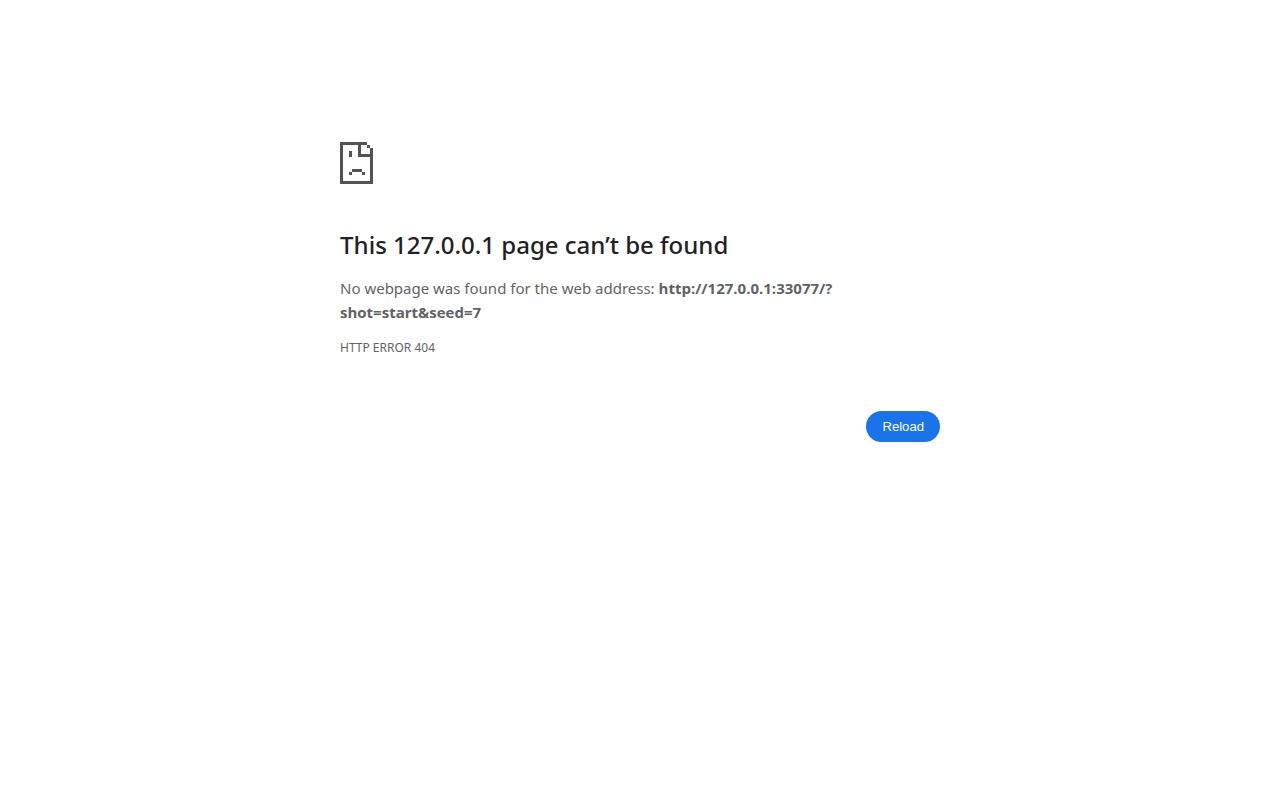 This 127.0.0.1 page can’t be found
No webpage was found for the web address: http://127.0.0.1:33077/?
shot=start&seed=7
HTTP ERROR 404
Reload